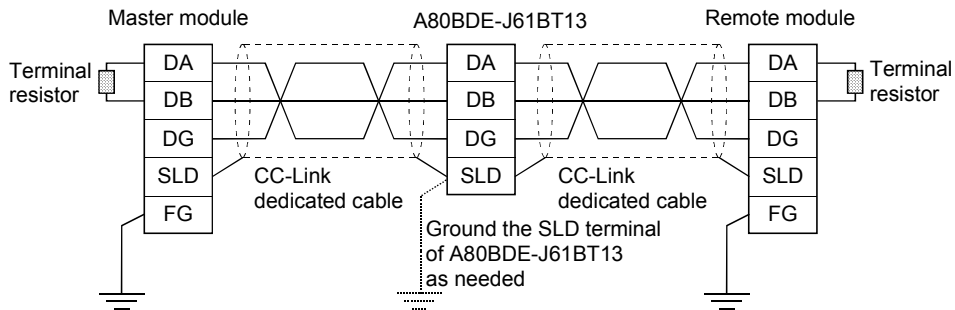 Master module
A80BDE-J61BT13
Remote module
Terminal
resistor
DA
DB
DG
SLD
FG
DA
DB
DG
SLD
DA
DB
DG
SLD
FG
Terminal
resistor
CC-Link
dedicated cable
CC-Link
dedicated cable
Ground the SLD terminal
of A80BDE-J61BT13
as needed